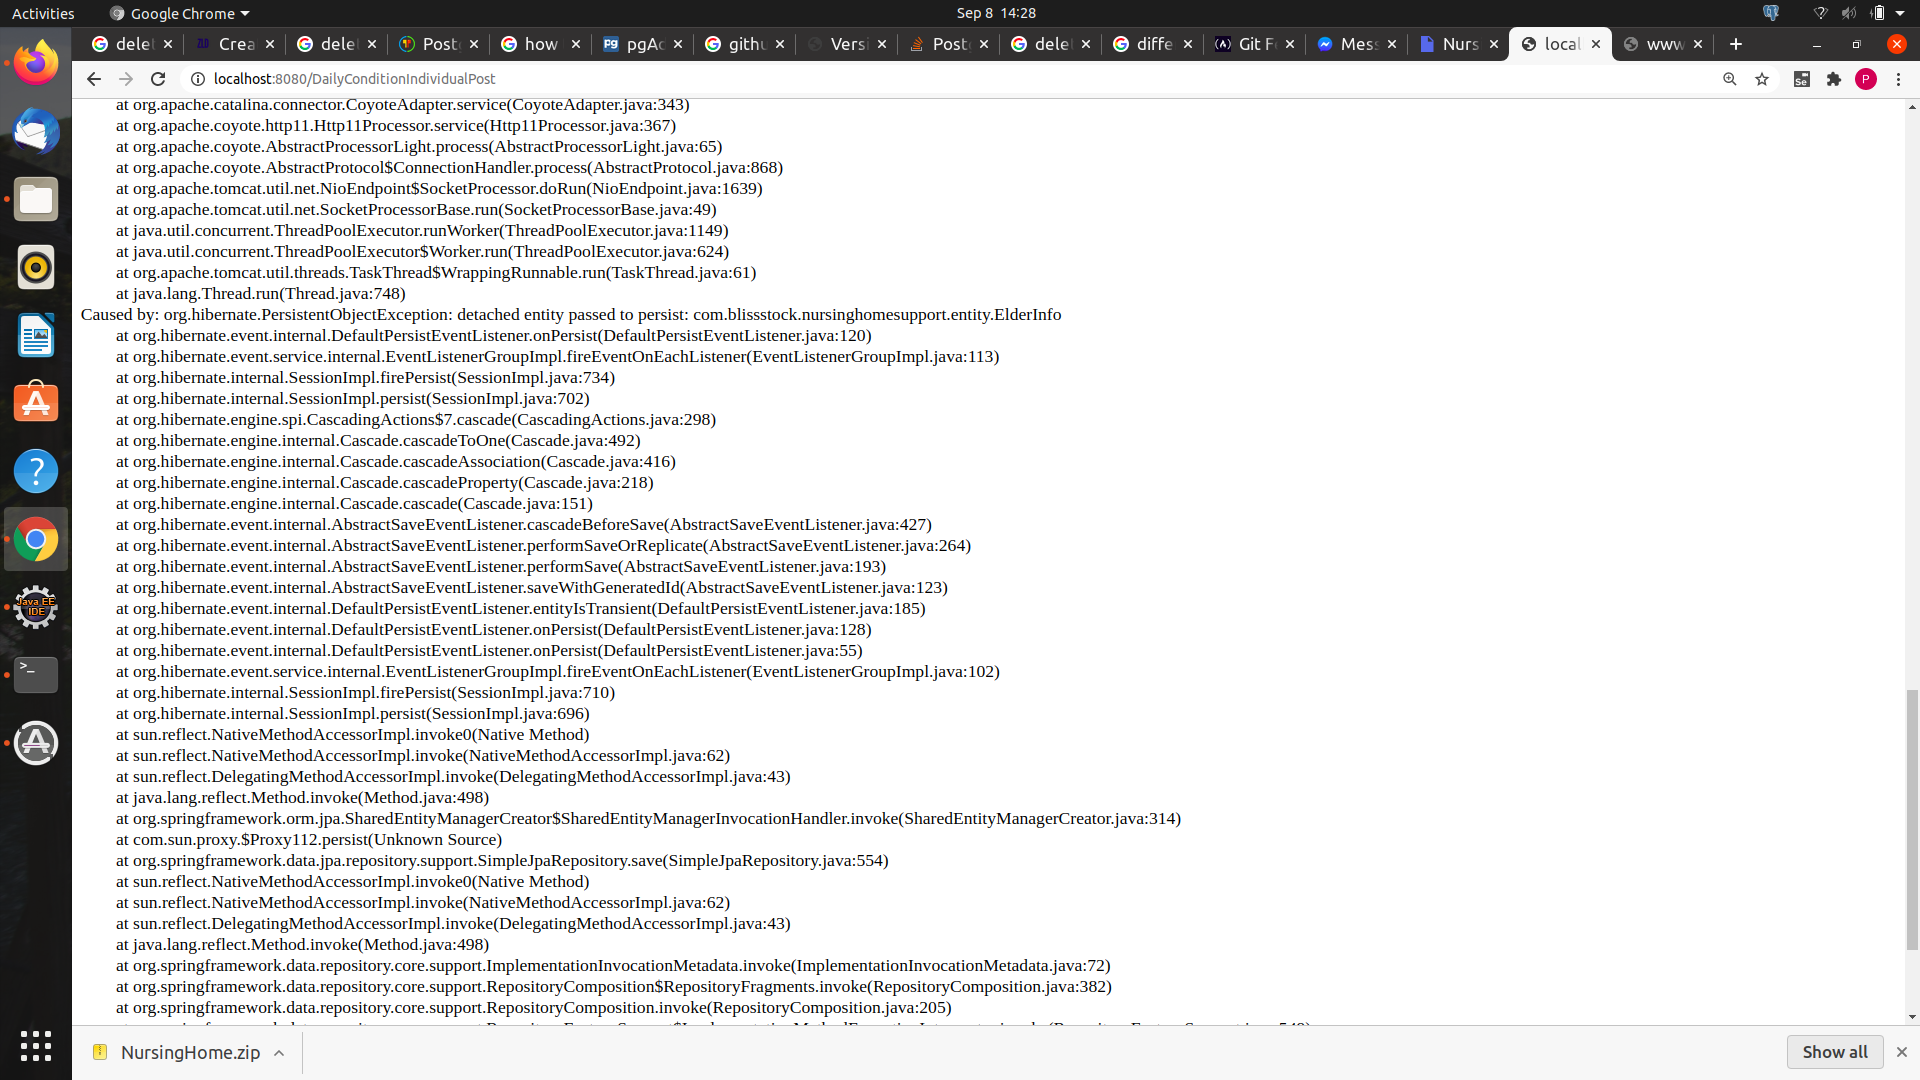 Activities
Google Chrome
Sep 8 14:28
delet
Crea
delet
Postg
how
pgAd
githu
Versi
Postg
delet
diffe
Git Fe
Mess
Nurs
local
www
localhost:8080/DailyConditionIndividualPost
Se
P
at org.apache.catalina.connector.CoyoteAdapter.service(CoyoteAdapter.java:343)
at org.apache.coyote.http11.Http11Processor.service(Http11Processor.java:367)
at org.apache.coyote.AbstractProcessorLight.process(AbstractProcessorLight.java:65)
at org.apache.coyote.AbstractProtocol$ConnectionHandler.process(AbstractProtocol.java:868)
at org.apache.tomcat.util.net.NioEndpoint$SocketProcessor.doRun(NioEndpoint.java:1639)
at org.apache.tomcat.util.net.SocketProcessorBase.run(SocketProcessorBase.java:49)
at java.util.concurrent.ThreadPoolExecutor.runWorker(ThreadPoolExecutor.java:1149)
at java.util.concurrent.ThreadPoolExecutor$Worker.run(ThreadPoolExecutor.java:624)
at org.apache.tomcat.util.threads.TaskThread$WrappingRunnable.run(TaskThread.java:61)
at java.lang.Thread.run(Thread.java:748)
Caused by: org.hibernate.PersistentObjectException: detached entity passed to persist: com.blissstock.nursinghomesupport.entity.ElderInfo
at org.hibernate.event.internal.DefaultPersistEventListener.onPersist(DefaultPersistEventListener.java:120)
at org.hibernate.event.service.internal.EventListenerGroupImpl.fireEventOnEachListener(EventListenerGroupImpl.java:113)
at org.hibernate.internal.SessionImpl.firePersist(SessionImpl.java:734)
at org.hibernate.internal.SessionImpl.persist(SessionImpl.java:702)
at org.hibernate.engine.spi.CascadingActions$7.cascade(CascadingActions.java:298)
at org.hibernate.engine.internal.Cascade.cascadeToOne(Cascade.java:492)
at org.hibernate.engine.internal.Cascade.cascadeAssociation(Cascade.java:416)
at org.hibernate.engine.internal.Cascade.cascadeProperty(Cascade.java:218)
at org.hibernate.engine.internal.Cascade.cascade(Cascade.java:151)
at org.hibernate.event.internal.AbstractSaveEventListener.cascadeBeforeSave(AbstractSaveEventListener.java:427)
at org.hibernate.event.internal.AbstractSaveEventListener.performSaveOrReplicate(AbstractSaveEventListener.java:264)
at org.hibernate.event.internal.AbstractSaveEventListener.performSave(AbstractSaveEventListener.java:193)
at org.hibernate.event.internal.AbstractSaveEventListener.saveWithGeneratedId(AbstractSaveEventListener.java:123)
at org.hibernate.event.internal.DefaultPersistEventListener.entityIsTransient(DefaultPersistEventListener.java:185)
at org.hibernate.event.internal.DefaultPersistEventListener.onPersist(DefaultPersistEventListener.java:128)
at org.hibernate.event.internal.DefaultPersistEventListener.onPersist(DefaultPersistEventListener.java:55)
at org.hibernate.event.service.internal.EventListenerGroupImpl.fireEventOnEachListener(EventListenerGroupImpl.java:102)
at org.hibernate.internal.SessionImpl.firePersist(SessionImpl.java:710)
at org.hibernate.internal.SessionImpl.persist(SessionImpl.java:696)
at sun.reflect.NativeMethodAccessorImpl.invoke0(Native Method)
at sun.reflect.NativeMethodAccessorImpl.invoke(NativeMethodAccessorImpl.java:62)
at sun.reflect.DelegatingMethodAccessorImpl.invoke(DelegatingMethodAccessorImpl.java:43)
at java.lang.reflect.Method.invoke(Method.java:498)
at org.springframework.orm.jpa.SharedEntityManagerCreator$SharedEntityManagerInvocationHandler.invoke(SharedEntityManagerCreator.java:314)
at com.sun.proxy.$Proxy112.persist(Unknown Source)
at org.springframework.data.jpa.repository.support.SimpleJpaRepository.save(SimpleJpaRepository.java:554)
at sun.reflect.NativeMethodAccessorImpl.invoke0(Native Method)
at sun.reflect.NativeMethodAccessorImpl.invoke(NativeMethodAccessorImpl.java:62)
at sun.reflect.DelegatingMethodAccessorImpl.invoke(DelegatingMethodAccessorImpl.java:43)
at java.lang.reflect.Method.invoke(Method.java:498)
at org.springframework.data.repository.core.support.ImplementationInvocationMetadata.invoke(ImplementationInvocationMetadata.java:72)
at org.springframework.data.repository.core.support.RepositoryComposition$RepositoryFragments.invoke(RepositoryComposition.java:382)
at org.springframework.data.repository.core.support.RepositoryComposition.invoke(RepositoryComposition.java:205)
Java EE
IDE
NursingHome.zip
Show all